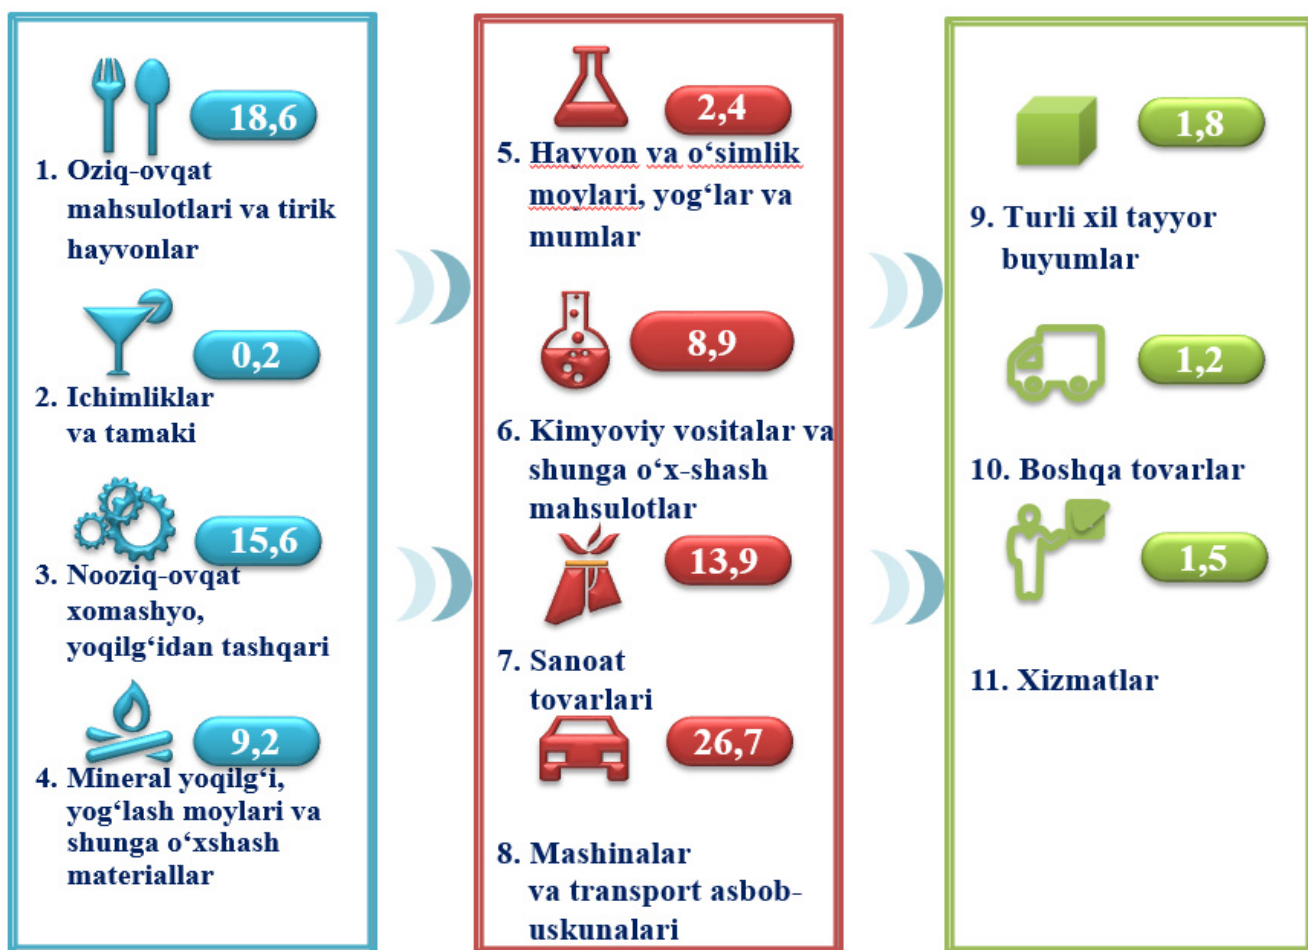 18,6
1. Oziq-ovqat
mahsulotlari va tirik
hayvonlar
0,2
2. Ichimliklar
va tamaki
15,6
3. Nooziq-ovqat
xomashyo,
yoqilg‘idan tashqari
9,2
4. Mineral yoqilg‘i,
yog‘lash moylari va
shunga o‘xshash
materiallar
2,4
5. Hayvon va o‘simlik
moylari, yog‘lar va
mumlar
8,9
6. Kimyoviy vositalar va
shunga o‘x-shash
mahsulotlar
13,9
7. Sanoat
tovarlari
26,7
8. Mashinalar
va transport asbob-
uskunalari
1,8
9. Turli xil tayyor
buyumlar
1,2
10. Boshqa tovarlar
1,5
11. Xizmatlar